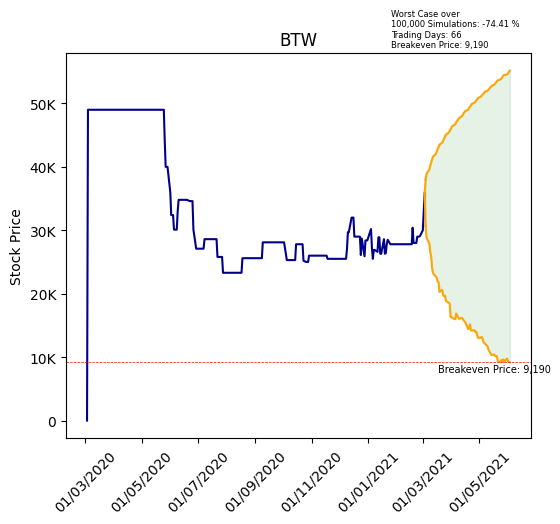 Worst Case over
100,000 Simulations: -74.41 %
Trading Days: 66
Breakeven Price: 9,190
BTW
Stock Price
50K
40K
30K
20K
10K
0
Breakeven Price: 9,190
01/03/2020
01/05/2020
01/07/2020
01/09/2020
01/11/2020
01/01/2021
01/03/2021
01/05/2021